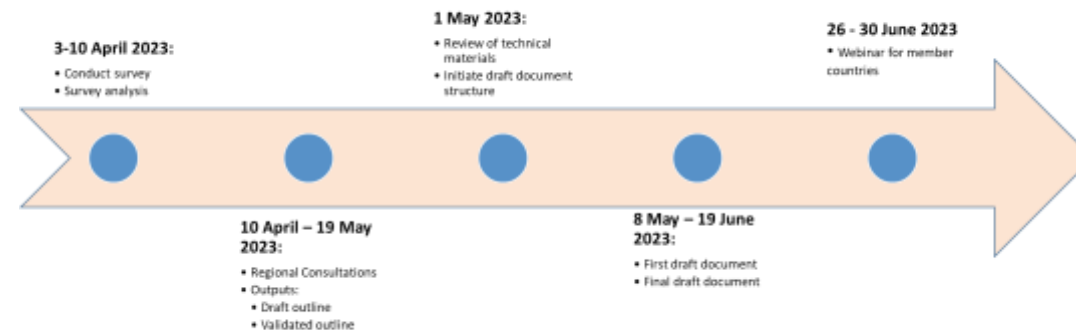 3-10 April 2023:
• Conduct survey
• Survey analysis
10 April – 19 May
2023:
• Regional Consultations
• Outputs:
• Draft outline
• Validated outline
1 May 2023:
• Review of technical
materials
• Initiate draft document
structure
8 May – 19 June
2023:
• First draft document
• Final draft document
26 - 30 June 2023
• Webinar for member
countries